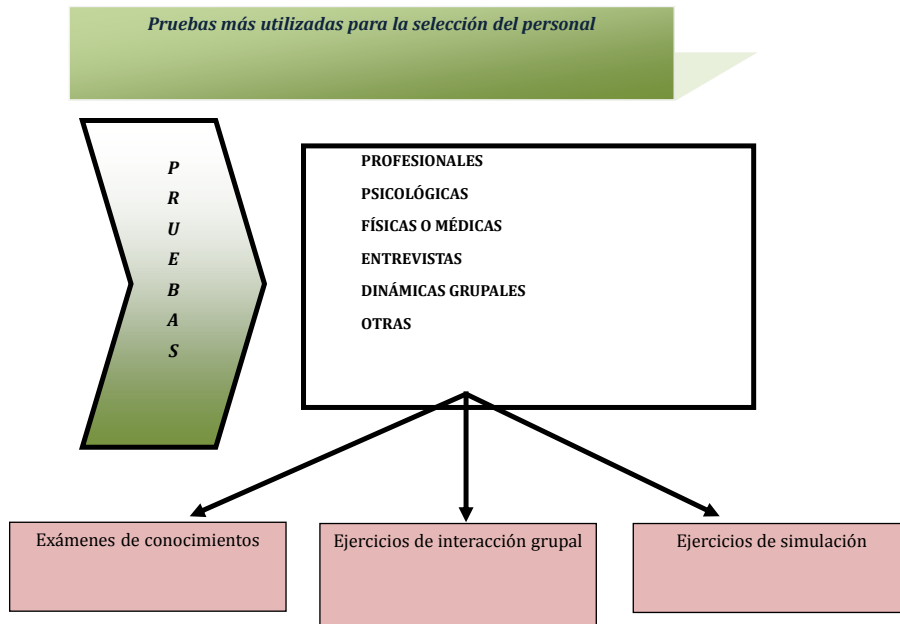 Pruebas más utilizadas para la selección del personal
P
R
U
E
B
A
S
PROFESIONALES
PSICOLÓGICAS
FÍSICAS O MÉDICAS
ENTREVISTAS
DINÁMICAS GRUPALES
OTRAS
Exámenes de conocimientos
Ejercicios de interacción grupal
Ejercicios de simulación